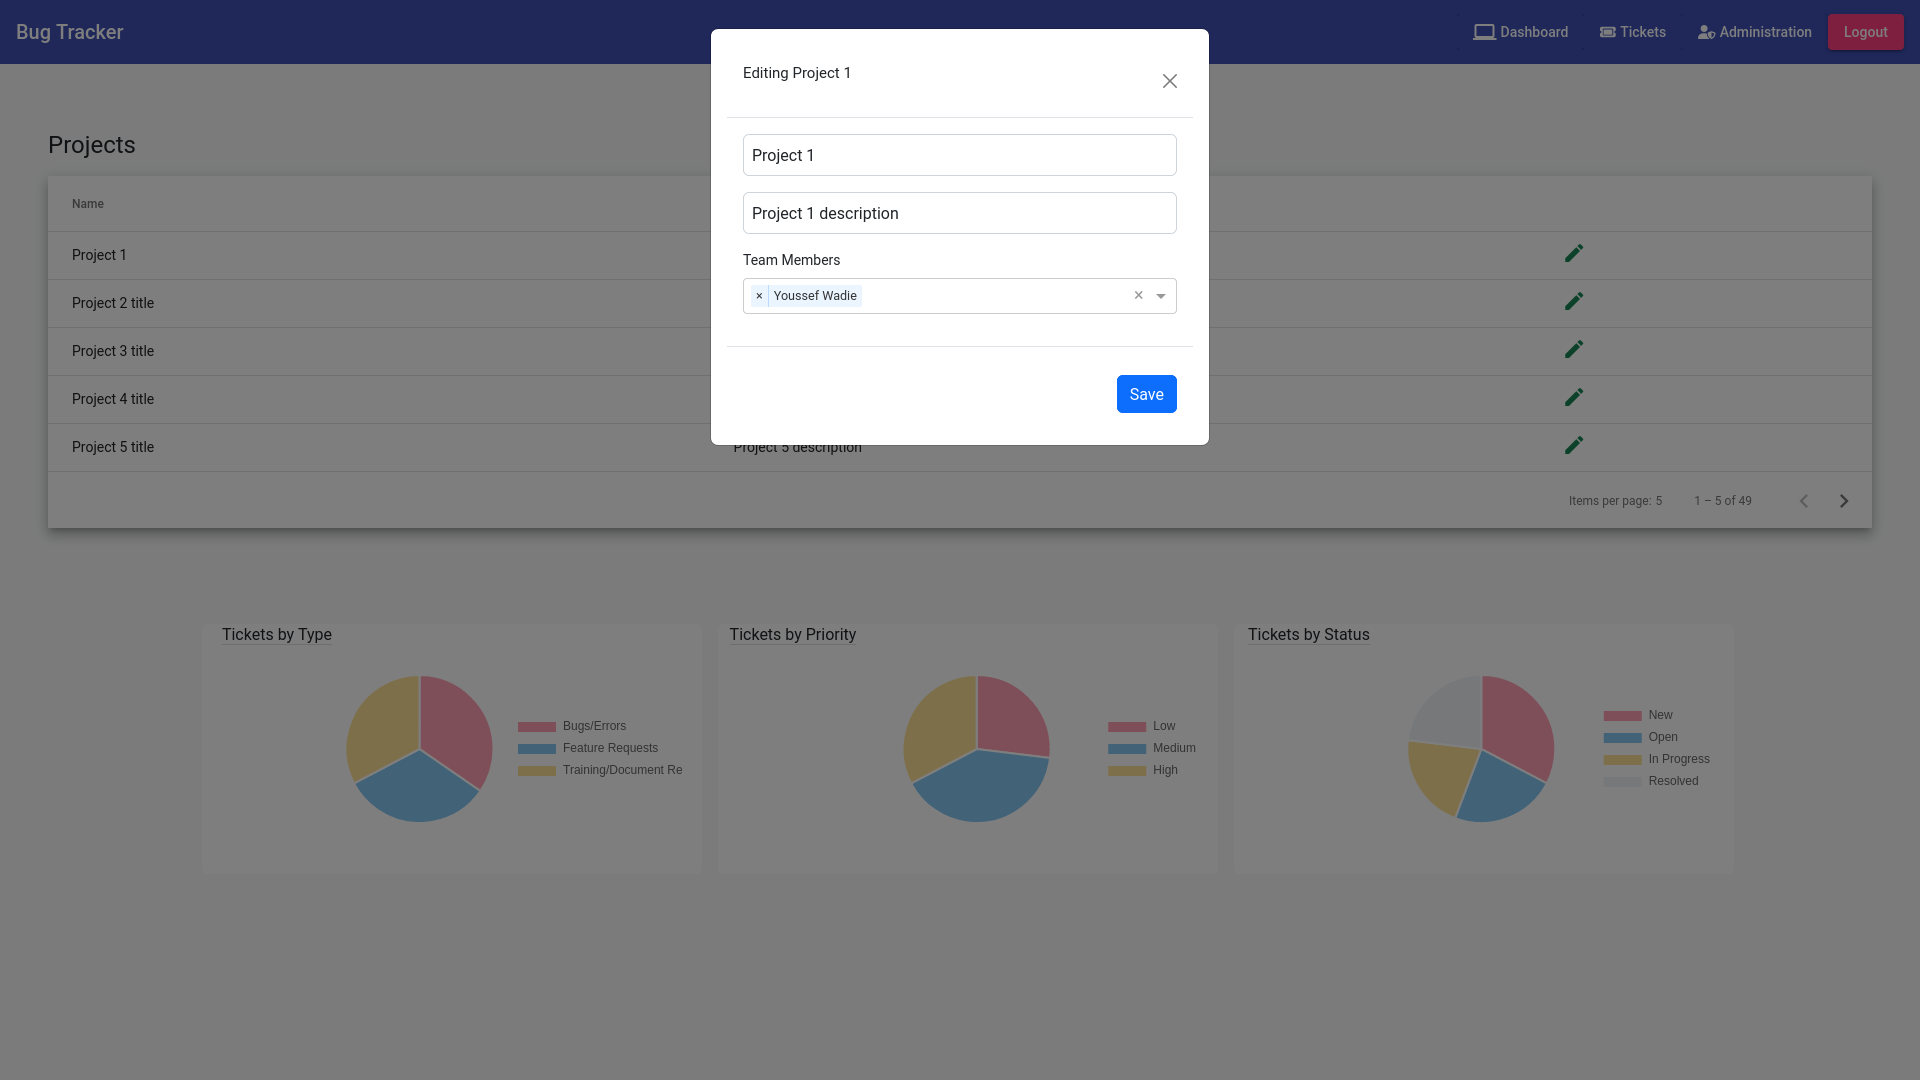 Bug Tracker
Dashboard
Tickets
Administration
Logout
Editing Project 1
Project 1
Project 1 description
Team Members
× Youssef Wadie ×
Save
Projects
Name
Project 1
Project 2 title
Project 3 title
Project 4 title
Project 5 title
Project 5 description
Items per page: 5
1 – 5 of 49
Tickets by Type
Bugs/Errors
Feature Requests
Training/Document Re
Tickets by Priority
Low
Medium
High
Tickets by Status
New
Open
In Progress
Resolved